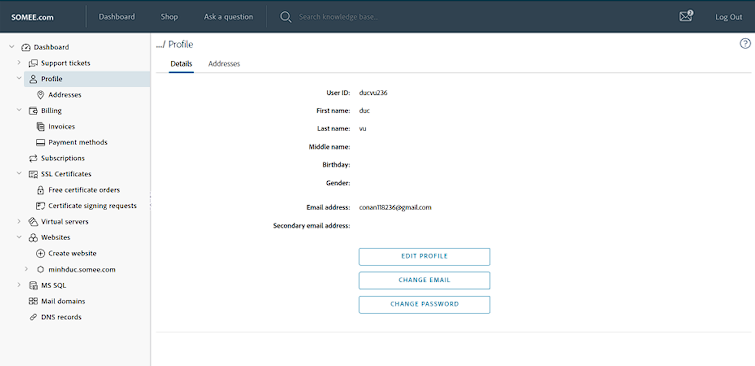 SOMEE.com
Dashboard
Shop
Ask a question
Search knowledge base..
2
Log Out
Dashboard
Support tickets
Profile
Addresses
Billing
Invoices
Payment methods
Subscriptions
SSL Certificates
Free certificate orders
Certificate signing requests
Virtual servers
Websites
Create website
minhduc.somee.com
MS SQL
Mail domains
DNS records
.../ Profile
Details
Addresses
User ID: ducvu236
First name: duc
Last name: vu
Middle name:
Birthday:
Gender:
Email address: conan118236@gmail.com
Secondary email address:
EDIT PROFILE
CHANGE EMAIL
CHANGE PASSWORD